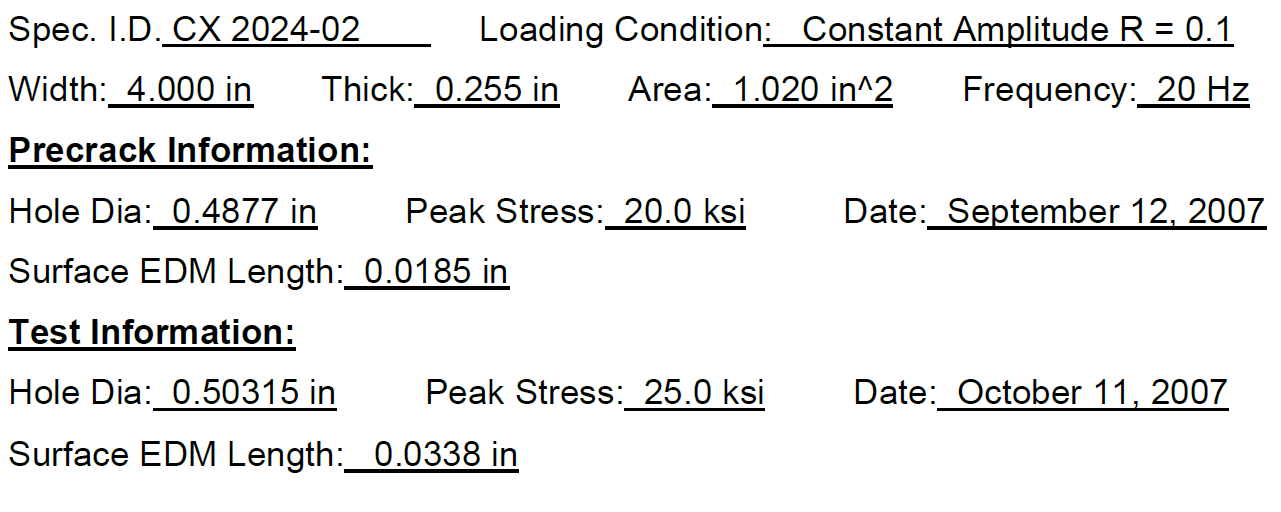 Spec. I.D. CX 2024-02 Loading Condition: Constant Amplitude R = 0.1
Width: 4.000 in Thick: 0.255 in Area: 1.020 in^2 Frequency: 20 Hz
Precrack Information:
Hole Dia: 0.4877 in Peak Stress: 20.0 ksi Date: September 12, 2007
Surface EDM Length: 0.0185 in
Test Information:
Hole Dia: 0.50315 in Peak Stress: 25.0 ksi Date: October 11, 2007
Surface EDM Length: 0.0338 in